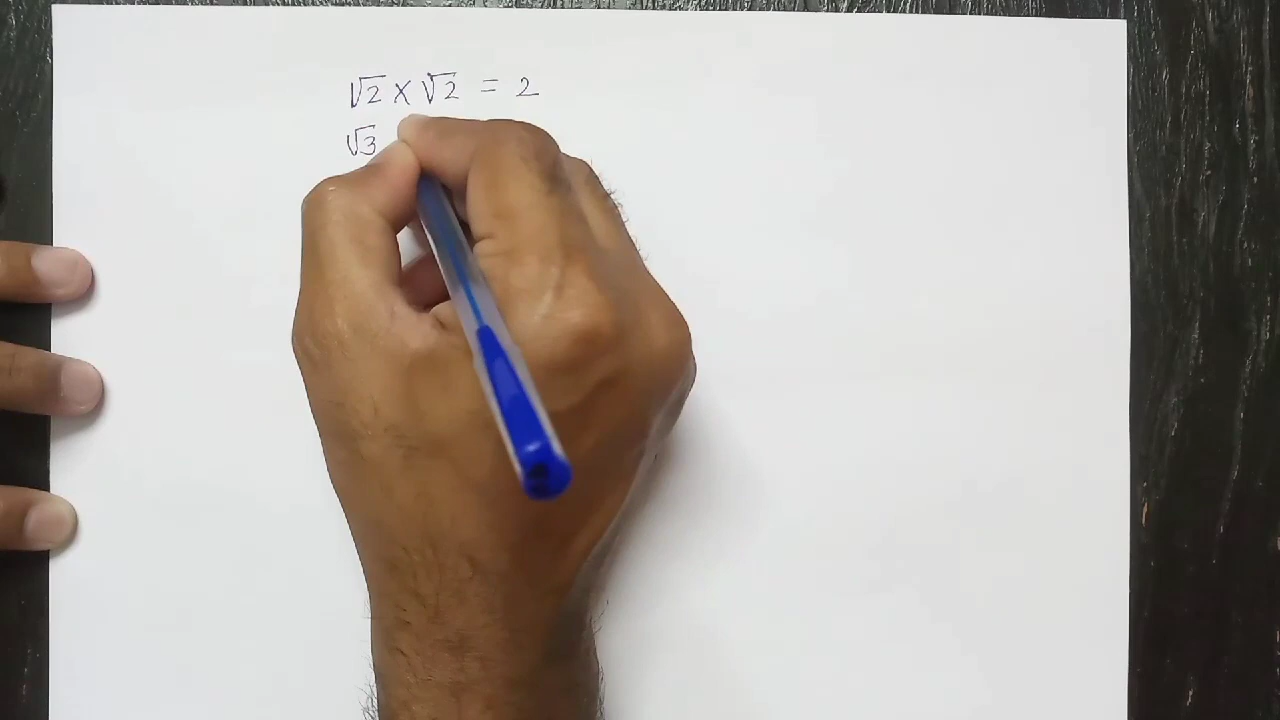 √2 × √2 = 2
√3